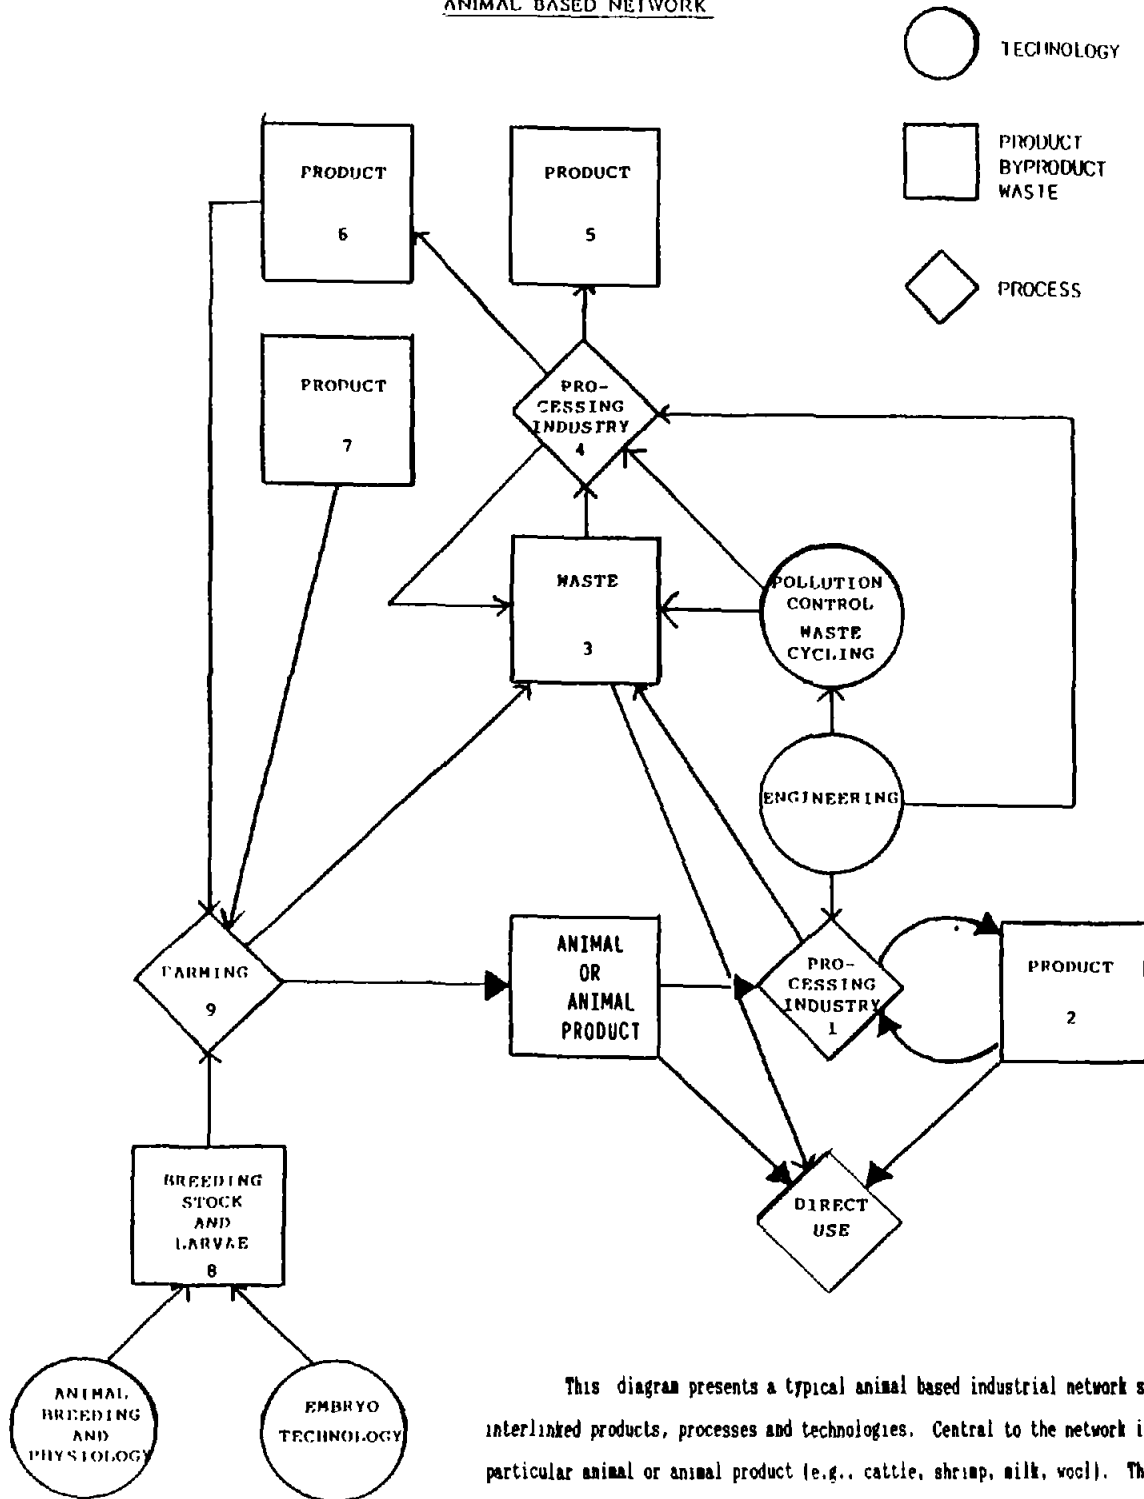 ANIMAL BASED NETWORK
TECHNOLOGY
PRODUCT
BYPRODUCT
WASTE
PROCESS
PRODUCT
6
PRODUCT
5
PRODUCT
7
PRO-
CESSING
INDUSTRY
4
WASTE
3
POLLUTION
CONTROL
WASTE
CYCLING
ENGINEERING
FARMING
9
ANIMAL
OR
ANIMAL
PRODUCT
PRO-
CESSING
INDUSTRY
1
PRODUCT
2
BREEDING
STOCK
AND
LARVAE
8
DIRECT
USE
ANIMAL
BREEDING
AND
PHYSIOLOGY
EMBRYO
TECHNOLOGY
This diagram presents a typical animal based industrial network s
interlinked products, processes and technologies. Central to the network i
particular animal or animal product (e.g., cattle, shrimp, milk, wool). Th